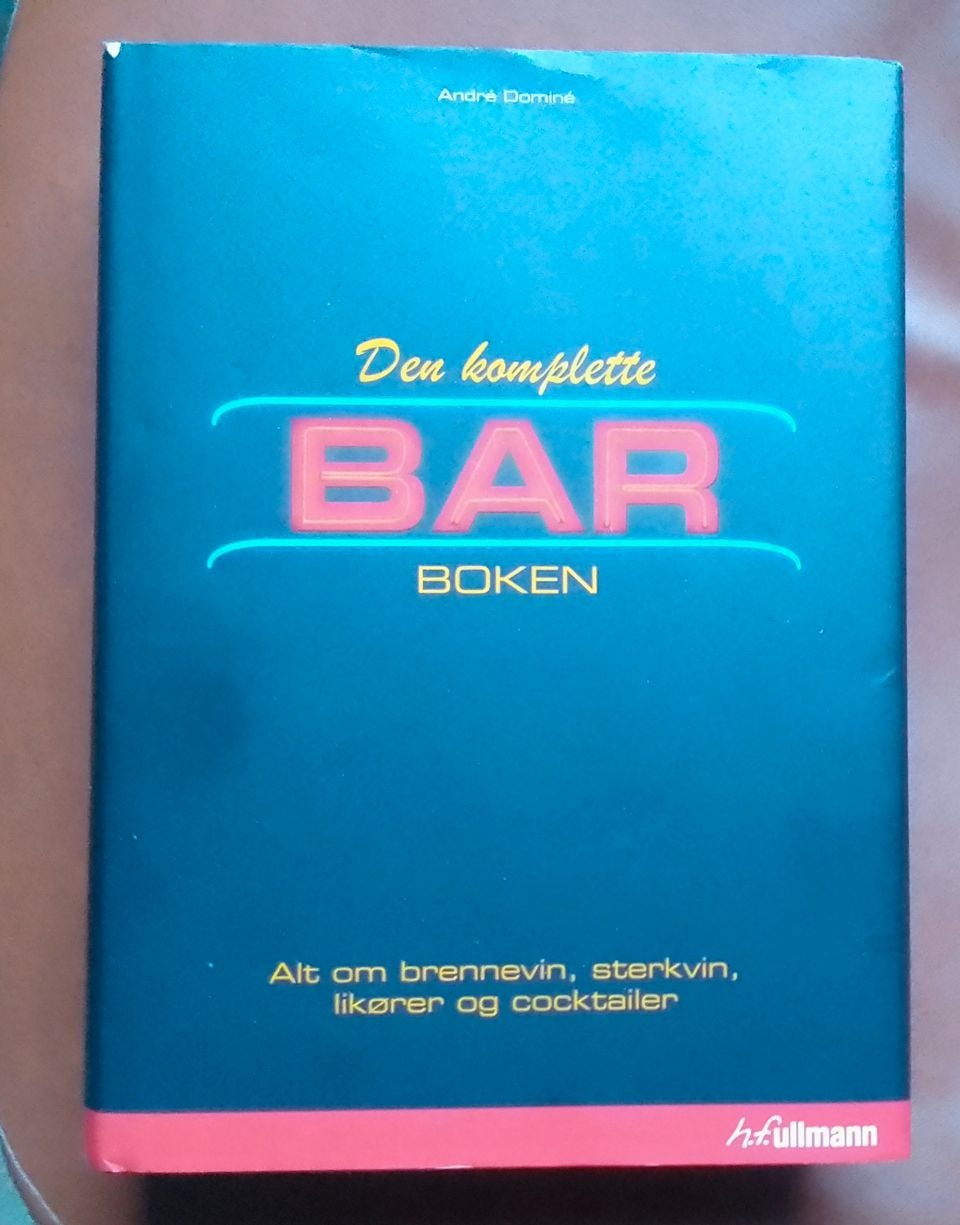 André Dominé
Den komplette
BAR
BOKEN
Alt om brennevin, sterkvin,
likører og cocktailer
h.f.ullmann